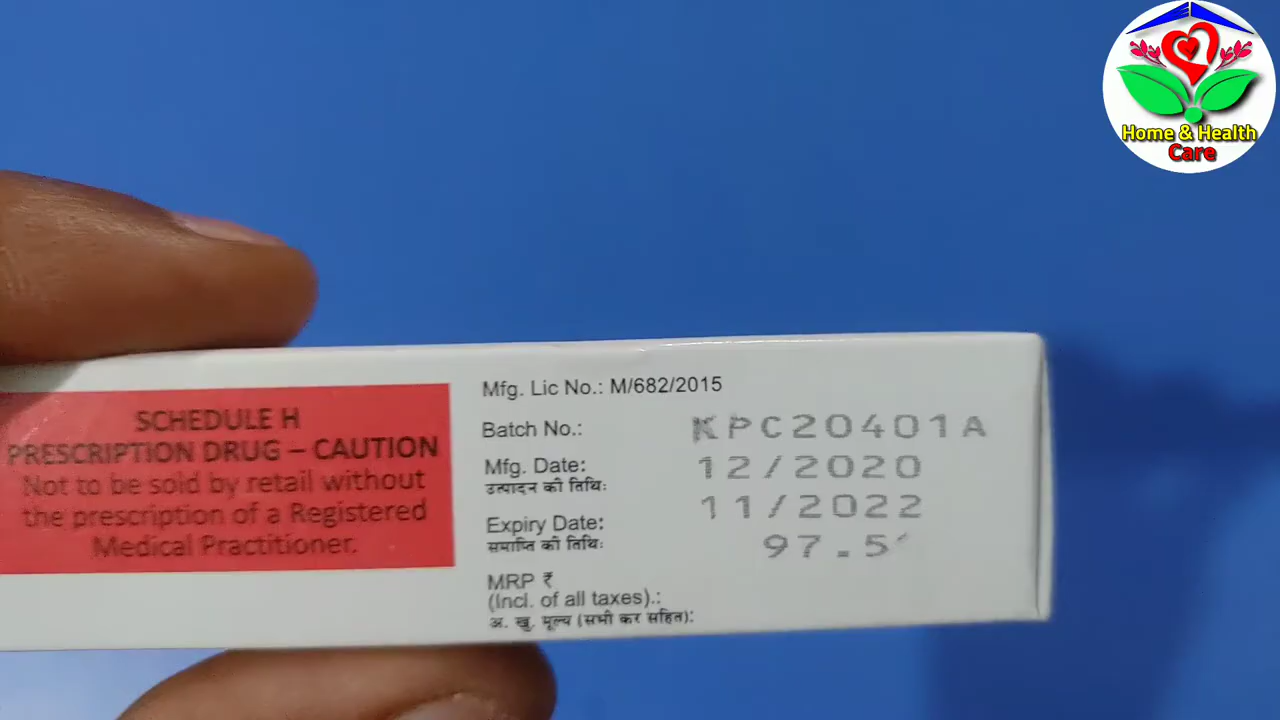 Home & Health
Care
SCHEDULE H
PRESCRIPTION DRUG – CAUTION
Not to be sold by retail without
the prescription of a Registered
Medical Practitioner.
Mfg. Lic No.: M/682/2015
Batch No.: KPC20401A
Mfg. Date: 12/2020
उत्पादन की तिथि:
Expiry Date: 11/2022
समाप्ति की तिथि:
97.5
MRP ₹
(Incl. of all taxes).:
अ. खु. मूल्य (सभी कर सहित):